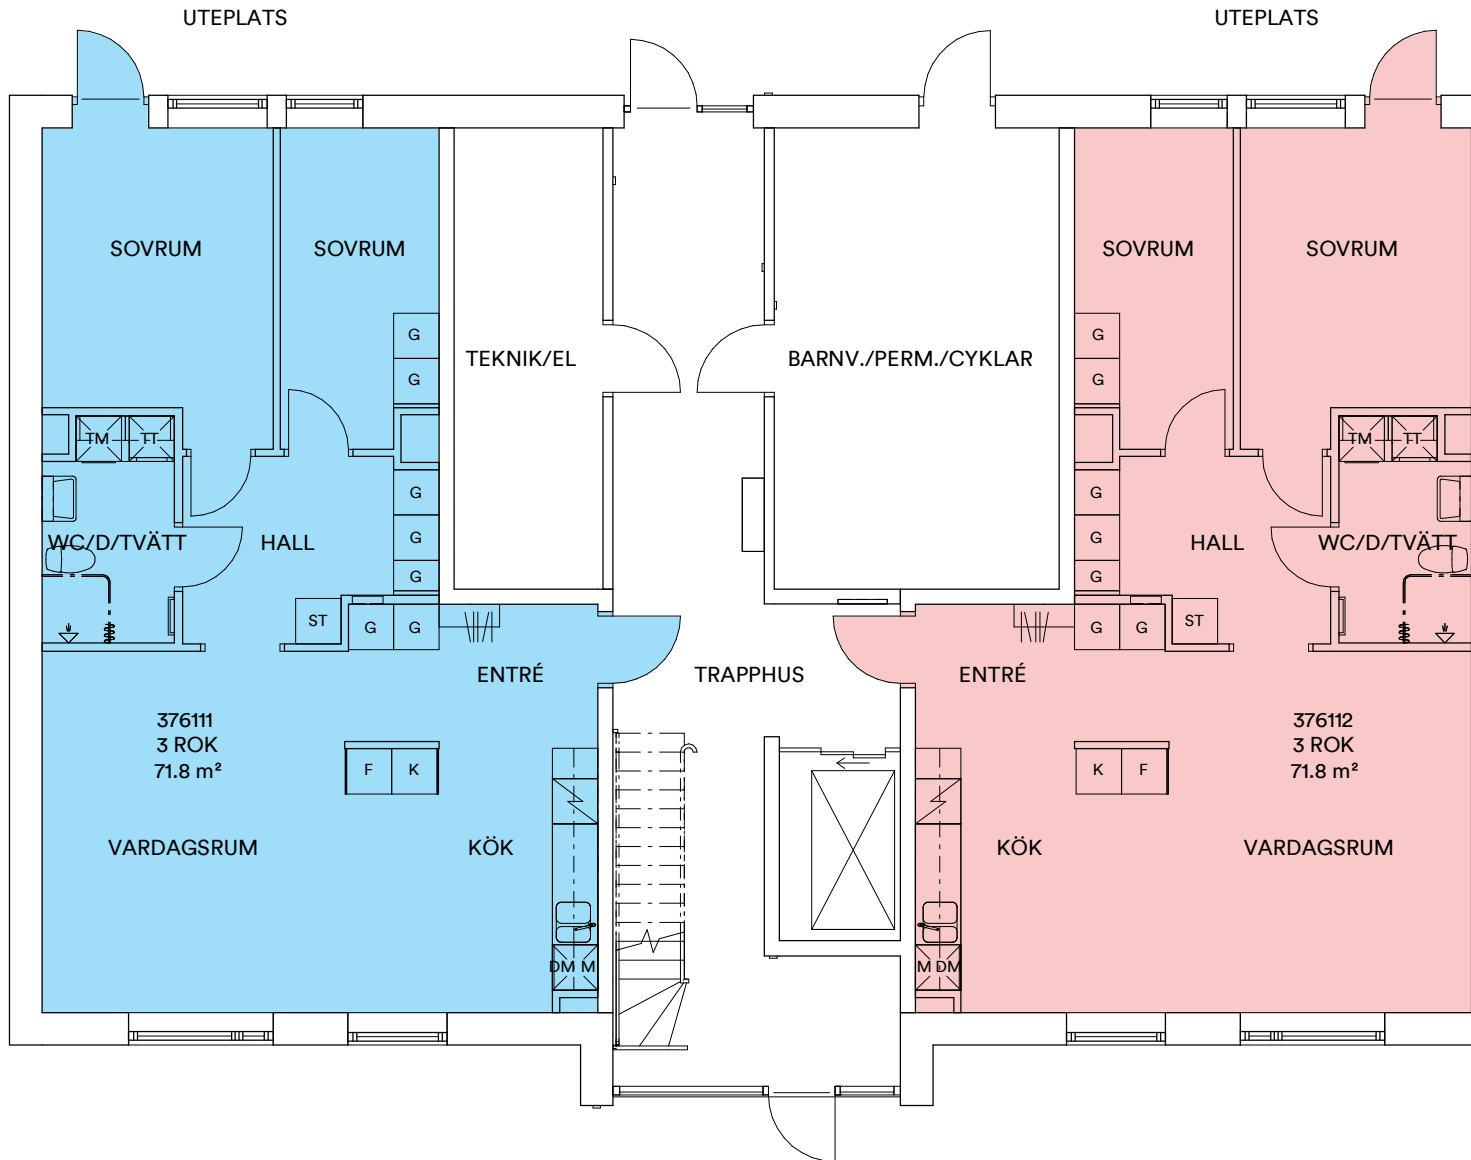 UTEPLATS
UTEPLATS
SOVRUM
SOVRUM
SOVRUM
SOVRUM
G
G
TEKNIK/EL
BARNV./PERM./CYKLAR
G
G
TM
TT
TM
TT
G
G
G
G
G
G
WC/D/TVÄTT
HALL
HALL
WC/D/TVÄTT
ST
G
G
G
G
ST
ENTRÉ
TRAPPHUS
ENTRÉ
376111
3 ROK
71.8 m²
376112
3 ROK
71.8 m²
F
K
K
F
VARDAGSRUM
KÖK
KÖK
VARDAGSRUM
DM
M
M
DM